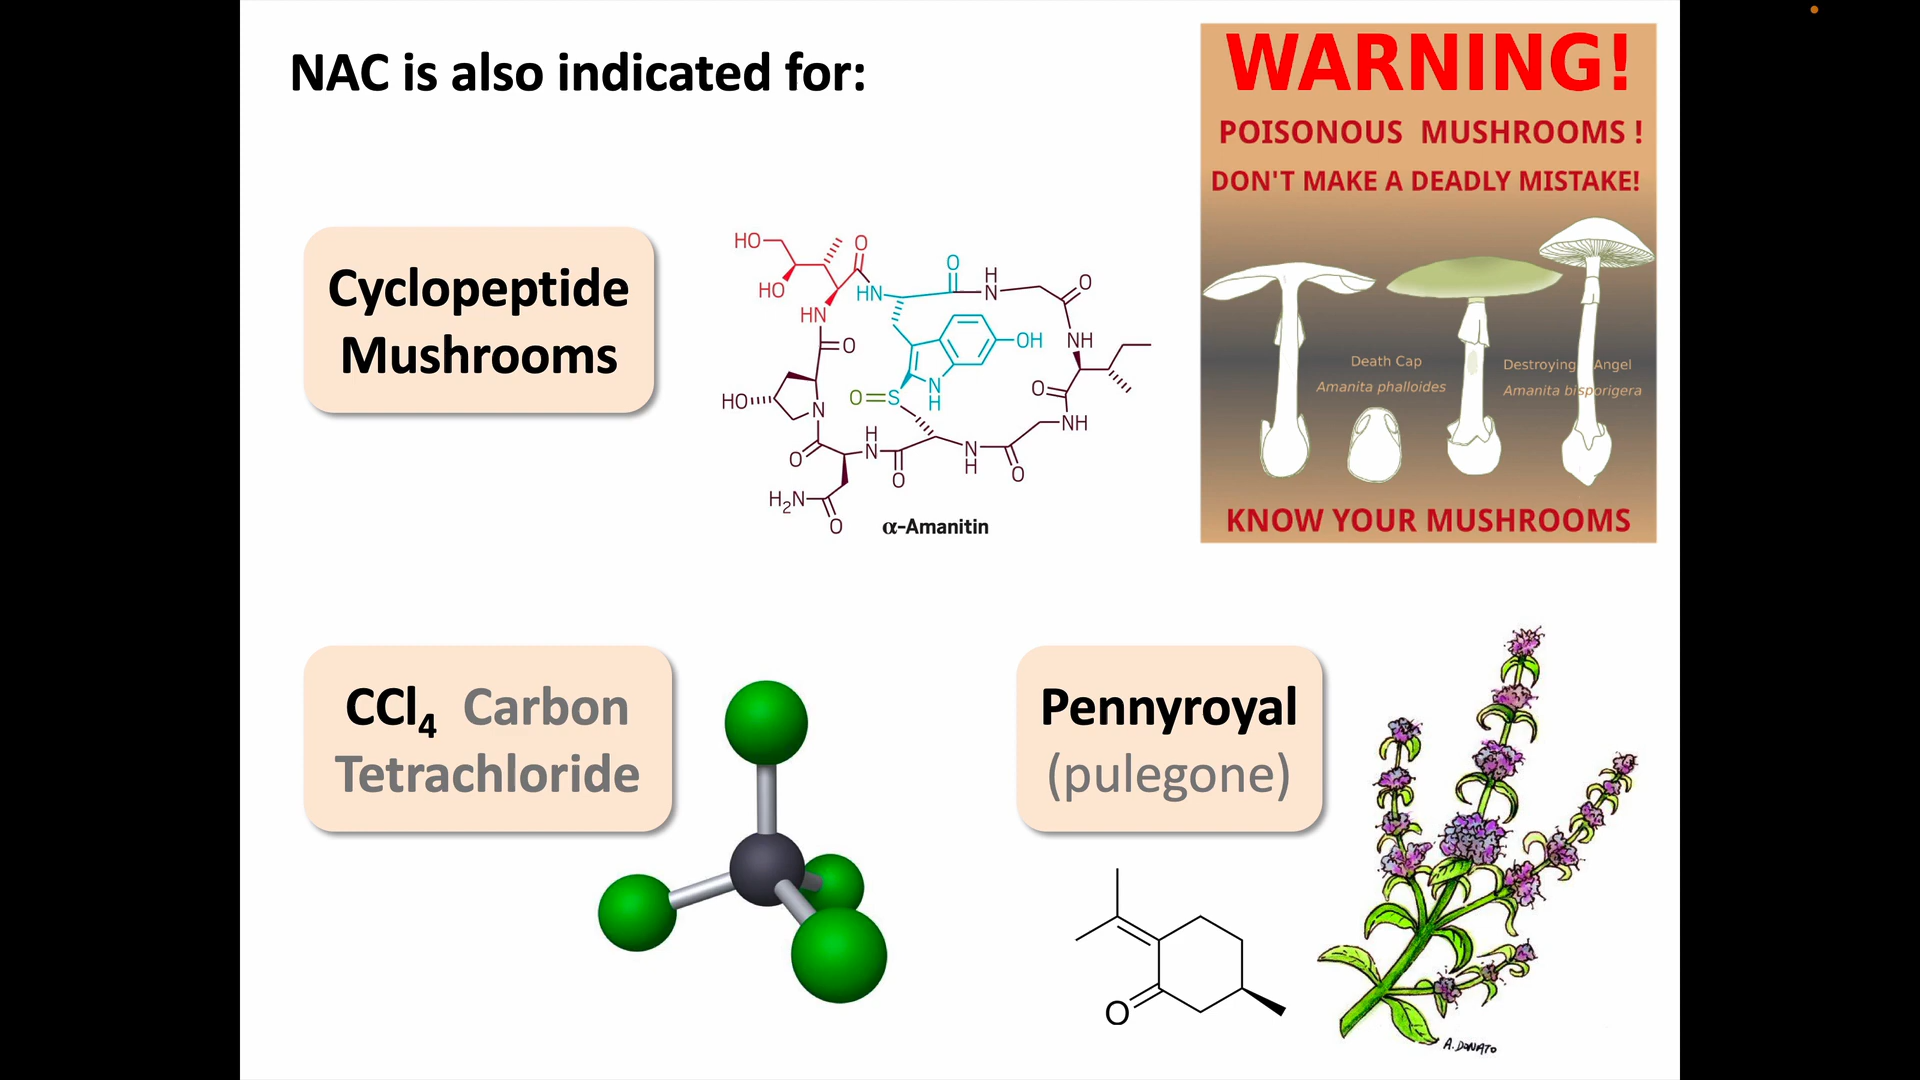 NAC is also indicated for:
WARNING!
POISONOUS MUSHROOMS !
DON'T MAKE A DEADLY MISTAKE!
Death Cap
Amanita phalloides
Destroying Angel
Amanita bisporigera
KNOW YOUR MUSHROOMS
Cyclopeptide
Mushrooms
HO
HO
HN
O
HN
O
H
N
O
NH
OH
O
HO
N
O
S
N
H
O
NH
O
H
N
O
N
H
O
H₂N
O
α-Amanitin
CCl₄ Carbon
Tetrachloride
Pennyroyal
(pulegone)
O
A. DONATO